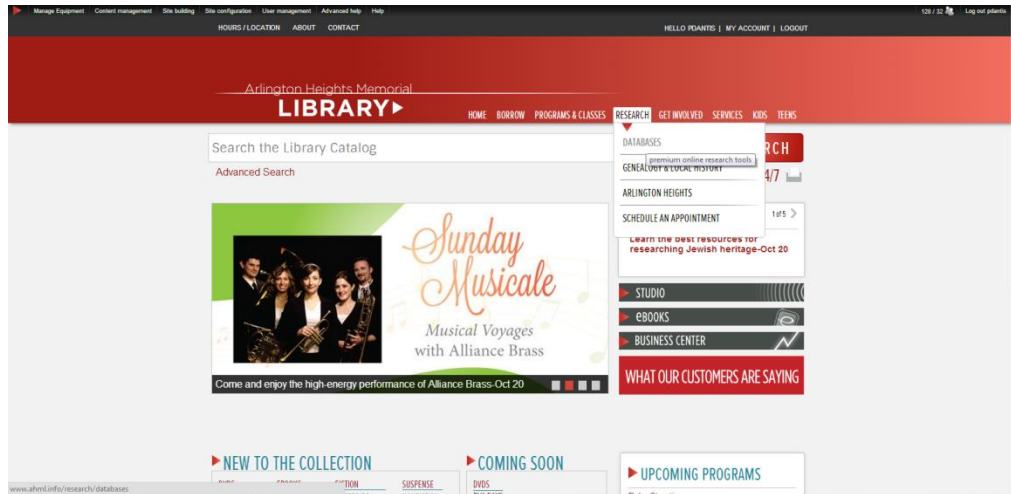 Manage Equipment Content management Site building Site configuration User management Advanced help Help 128 / 32 Log out pdantis
HOURS / LOCATION ABOUT CONTACT HELLO PDANTIS | MY ACCOUNT | LOGOUT
Arlington Heights Memorial
LIBRARY
HOME BORROW PROGRAMS & CLASSES RESEARCH GET INVOLVED SERVICES KIDS TEENS
Search the Library Catalog
Advanced Search
DATABASES
premium online research tools
GENEALOGY & LOCAL HISTORY
ARLINGTON HEIGHTS
SCHEDULE AN APPOINTMENT
RCH
4/7
1 of 5
Learn the best resources for
researching Jewish heritage-Oct 20
Sunday
Musicale
Musical Voyages
with Alliance Brass
Come and enjoy the high-energy performance of Alliance Brass-Oct 20
STUDIO
eBOOKS
BUSINESS CENTER
WHAT OUR CUSTOMERS ARE SAYING
NEW TO THE COLLECTION
DVDS EBOOKS FICTION SUSPENSE
COMING SOON
DVDS
UPCOMING PROGRAMS
www.ahml.info/research/databases